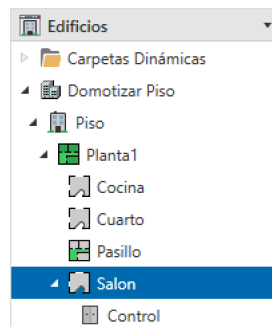 Edificios
Carpetas Dinámicas
Domotizar Piso
Piso
Planta1
Cocina
Cuarto
Pasillo
Salon
Control